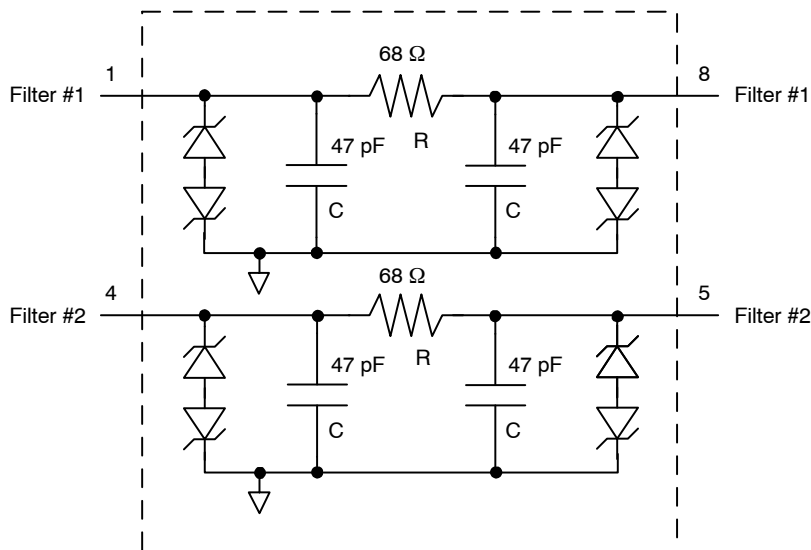 68 Ω
1
8
Filter #1
Filter #1
47 pF
R
47 pF
C
C
68 Ω
4
5
Filter #2
Filter #2
47 pF
R
47 pF
C
C